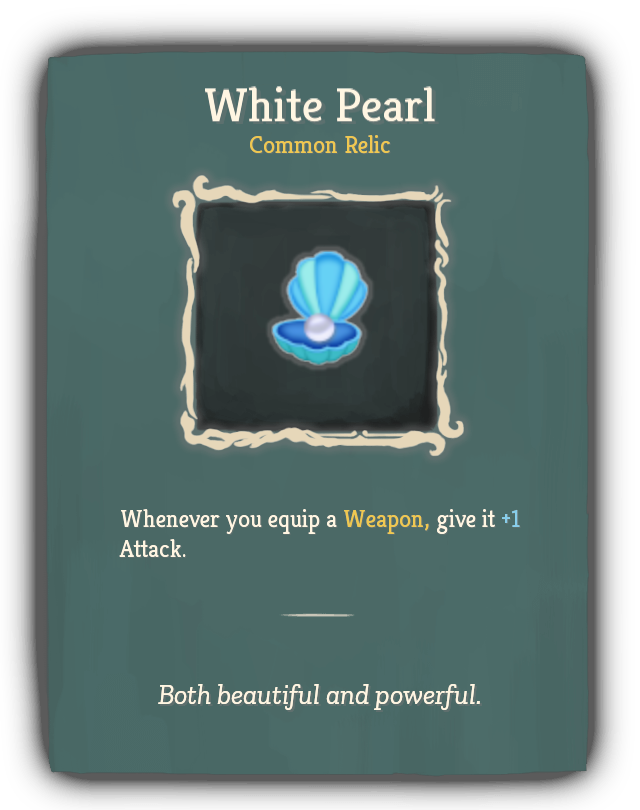 White Pearl
Common Relic
Whenever you equip a Weapon, give it +1
Attack.
Both beautiful and powerful.